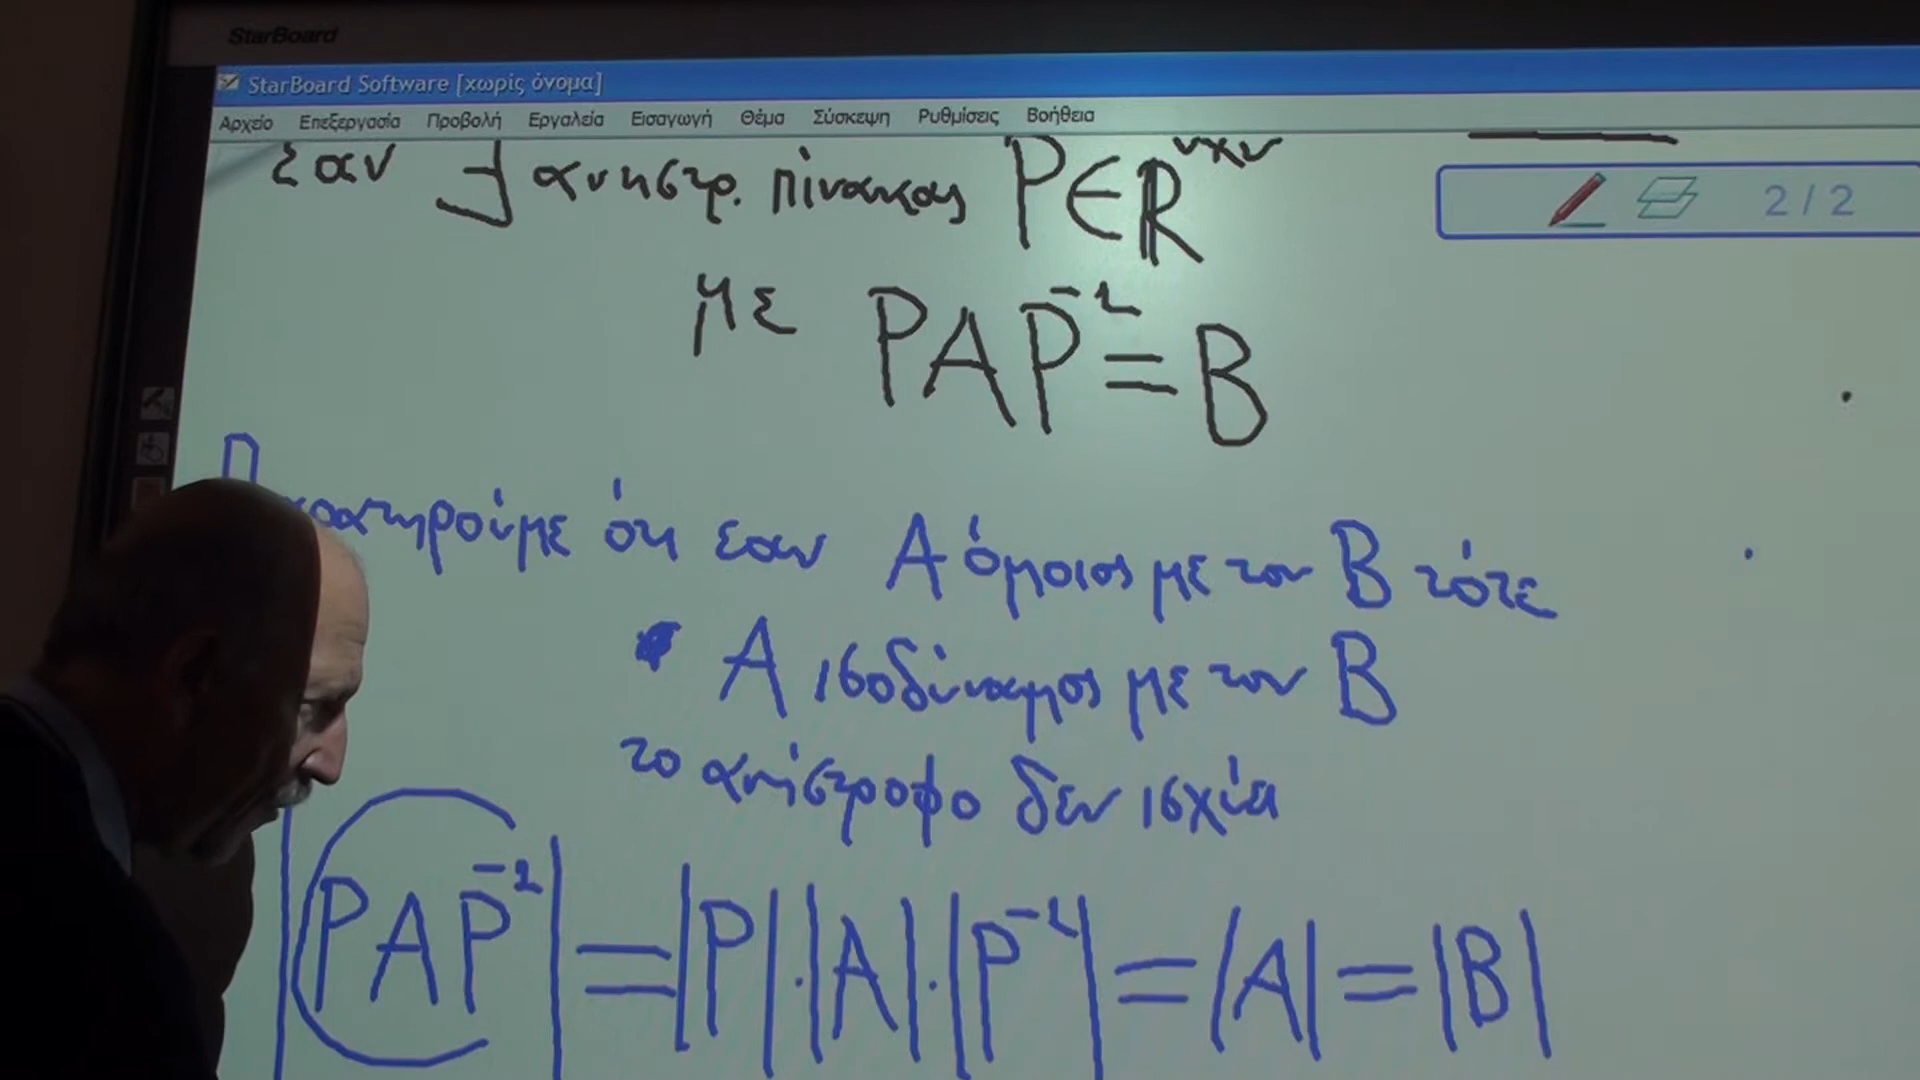 StarBoard
StarBoard Software [χωρίς όνομα]
Αρχείο Επεξεργασία Προβολή Εργαλεία Εισαγωγή Θέμα Σύσκεψη Ρυθμίσεις Βοήθεια
2 / 2
εαν ∃ αντιστρ. πίνακας P∈ℝ^{ν×ν}
με PAP⁻¹=B
Παρατηρούμε ότι εαν A όμοιος με τον B τότε
• A ισοδύναμος με τον B
το αντίστροφο δεν ισχύει
|PAP⁻¹| = |P|·|A|·|P⁻¹| = |A| = |B|